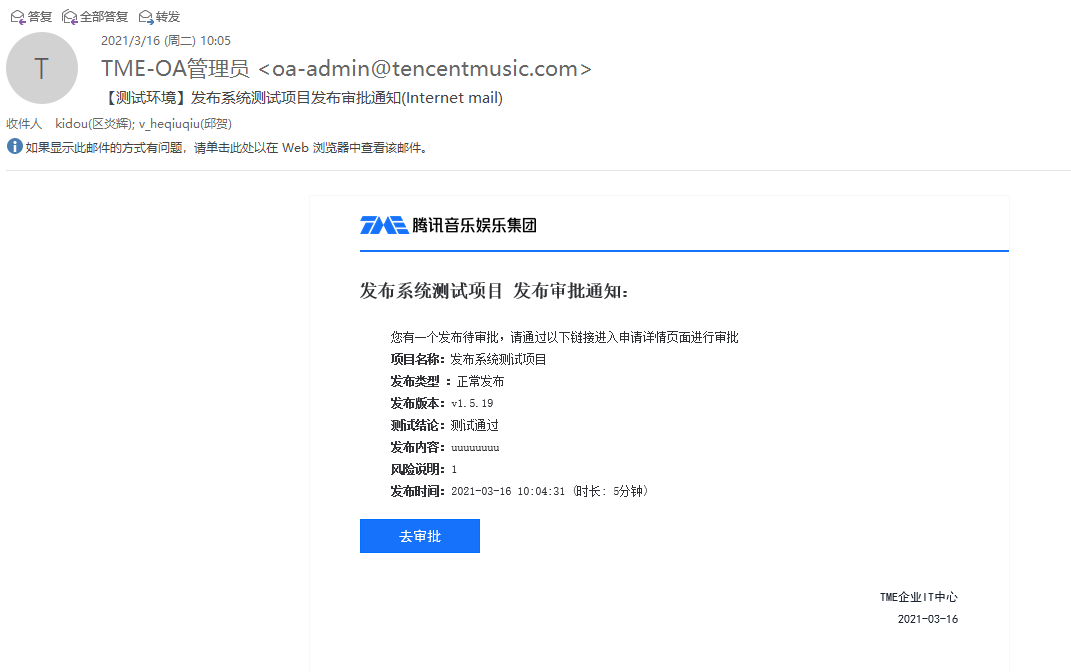 答复 全部答复 转发
2021/3/16 (周二) 10:05
T
TME-OA管理员 <oa-admin@tencentmusic.com>
【测试环境】发布系统测试项目发布审批通知(Internet mail)
收件人 kidou(区炎辉); v_heqiuqiu(邱贺)
如果显示此邮件的方式有问题，请单击此处以在 Web 浏览器中查看该邮件。
TME 腾讯音乐娱乐集团
发布系统测试项目 发布审批通知:
您有一个发布待审批，请通过以下链接进入申请详情页面进行审批
项目名称: 发布系统测试项目
发布类型 : 正常发布
发布版本: v1.5.19
测试结论: 测试通过
发布内容: uuuuuuuu
风险说明: 1
发布时间: 2021-03-16 10:04:31 (时长: 5分钟)
去审批
TME企业IT中心
2021-03-16